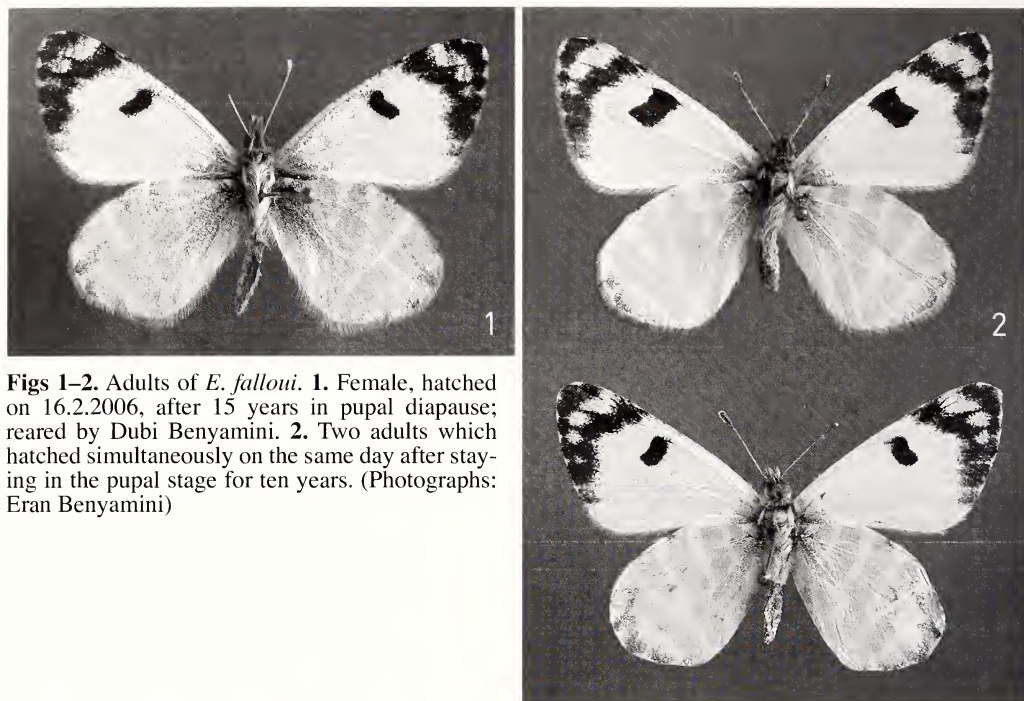 1
2
Figs 1–2. Adults of E. falloui. 1. Female, hatched
on 16.2.2006, after 15 years in pupal diapause;
reared by Dubi Benyamini. 2. Two adults which
hatched simultaneously on the same day after stay-
ing in the pupal stage for ten years. (Photographs:
Eran Benyamini)